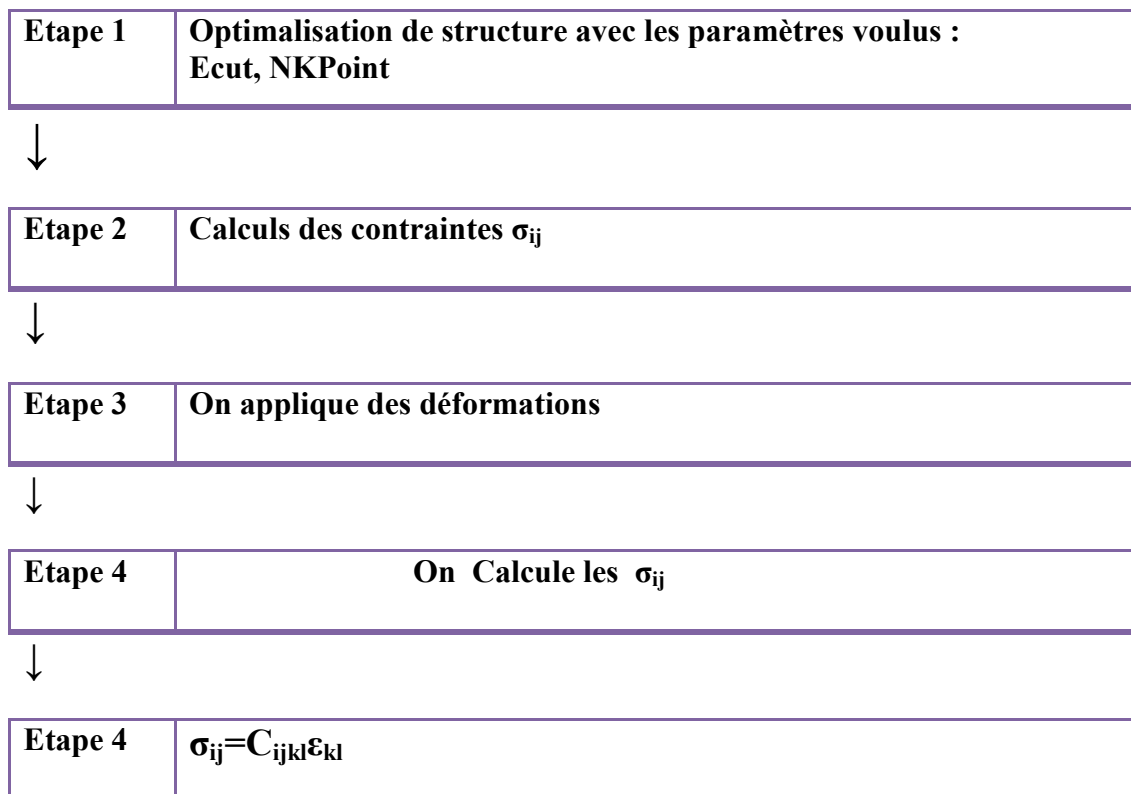 Etape 1 Optimalisation de structure avec les paramètres voulus :
Ecut, NKPoint
↓
Etape 2 Calculs des contraintes σij
↓
Etape 3 On applique des déformations
↓
Etape 4 On Calcule les σij
↓
Etape 4 σij=Cijklεkl